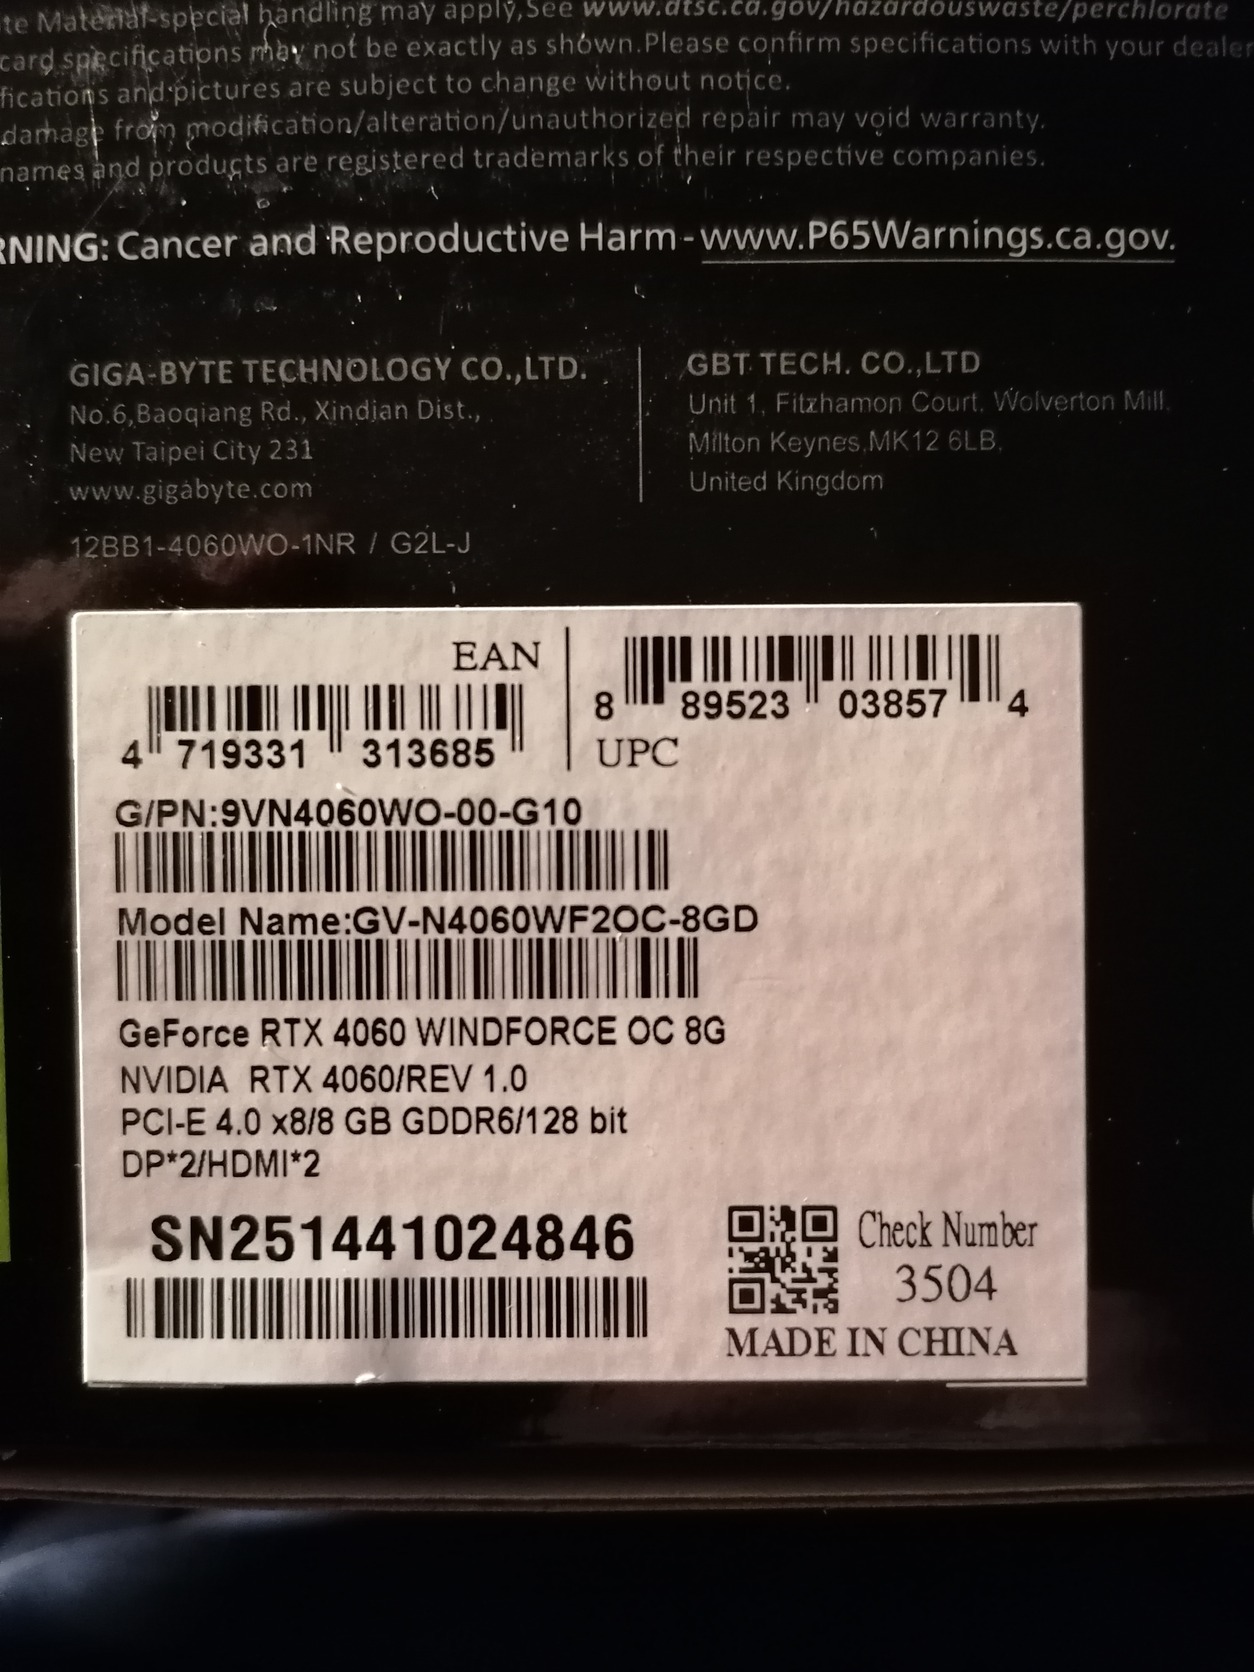 te Material-special handling may apply,See www.dtsc.ca.gov/hazardouswaste/perchlorate
card specifications may not be exactly as shown.Please confirm specifications with your dealer
fications and pictures are subject to change without notice.
damage from modification/alteration/unauthorized repair may void warranty.
names and products are registered trademarks of their respective companies.
RNING: Cancer and Reproductive Harm - www.P65Warnings.ca.gov.
GIGA-BYTE TECHNOLOGY CO.,LTD.
No.6,Baoqiang Rd., Xindian Dist.,
New Taipei City 231
www.gigabyte.com
GBT TECH. CO.,LTD
Unit 1, Fitzhamon Court, Wolverton Mill,
Milton Keynes,MK12 6LB,
United Kingdom
12BB1-4060WO-1NR / G2L-J
EAN
4 719331 313685
8 89523 03857 4
UPC
G/PN:9VN4060WO-00-G10
Model Name:GV-N4060WF2OC-8GD
GeForce RTX 4060 WINDFORCE OC 8G
NVIDIA RTX 4060/REV 1.0
PCI-E 4.0 x8/8 GB GDDR6/128 bit
DP*2/HDMI*2
SN251441024846
Check Number
3504
MADE IN CHINA